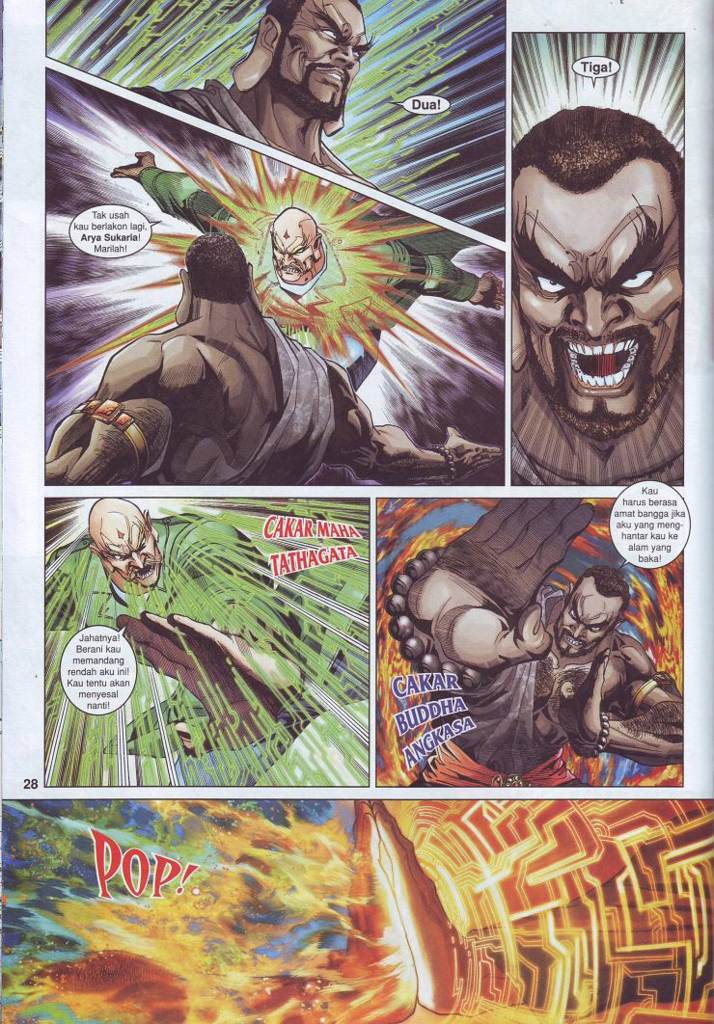 Dua!
Tiga!
Tak usah
kau berlakon lagi,
Arya Sukaria!
Marilah!
CAKAR MAHA
TATHAGATA
Jahatnya!
Berani kau
memandang
rendah aku ini!
Kau tentu akan
menyesal
nanti!
Kau
harus berasa
amat bangga jika
aku yang meng-
hantar kau ke
alam yang
baka!
CAKAR
BUDDHA
ANGKASA
28
POP!